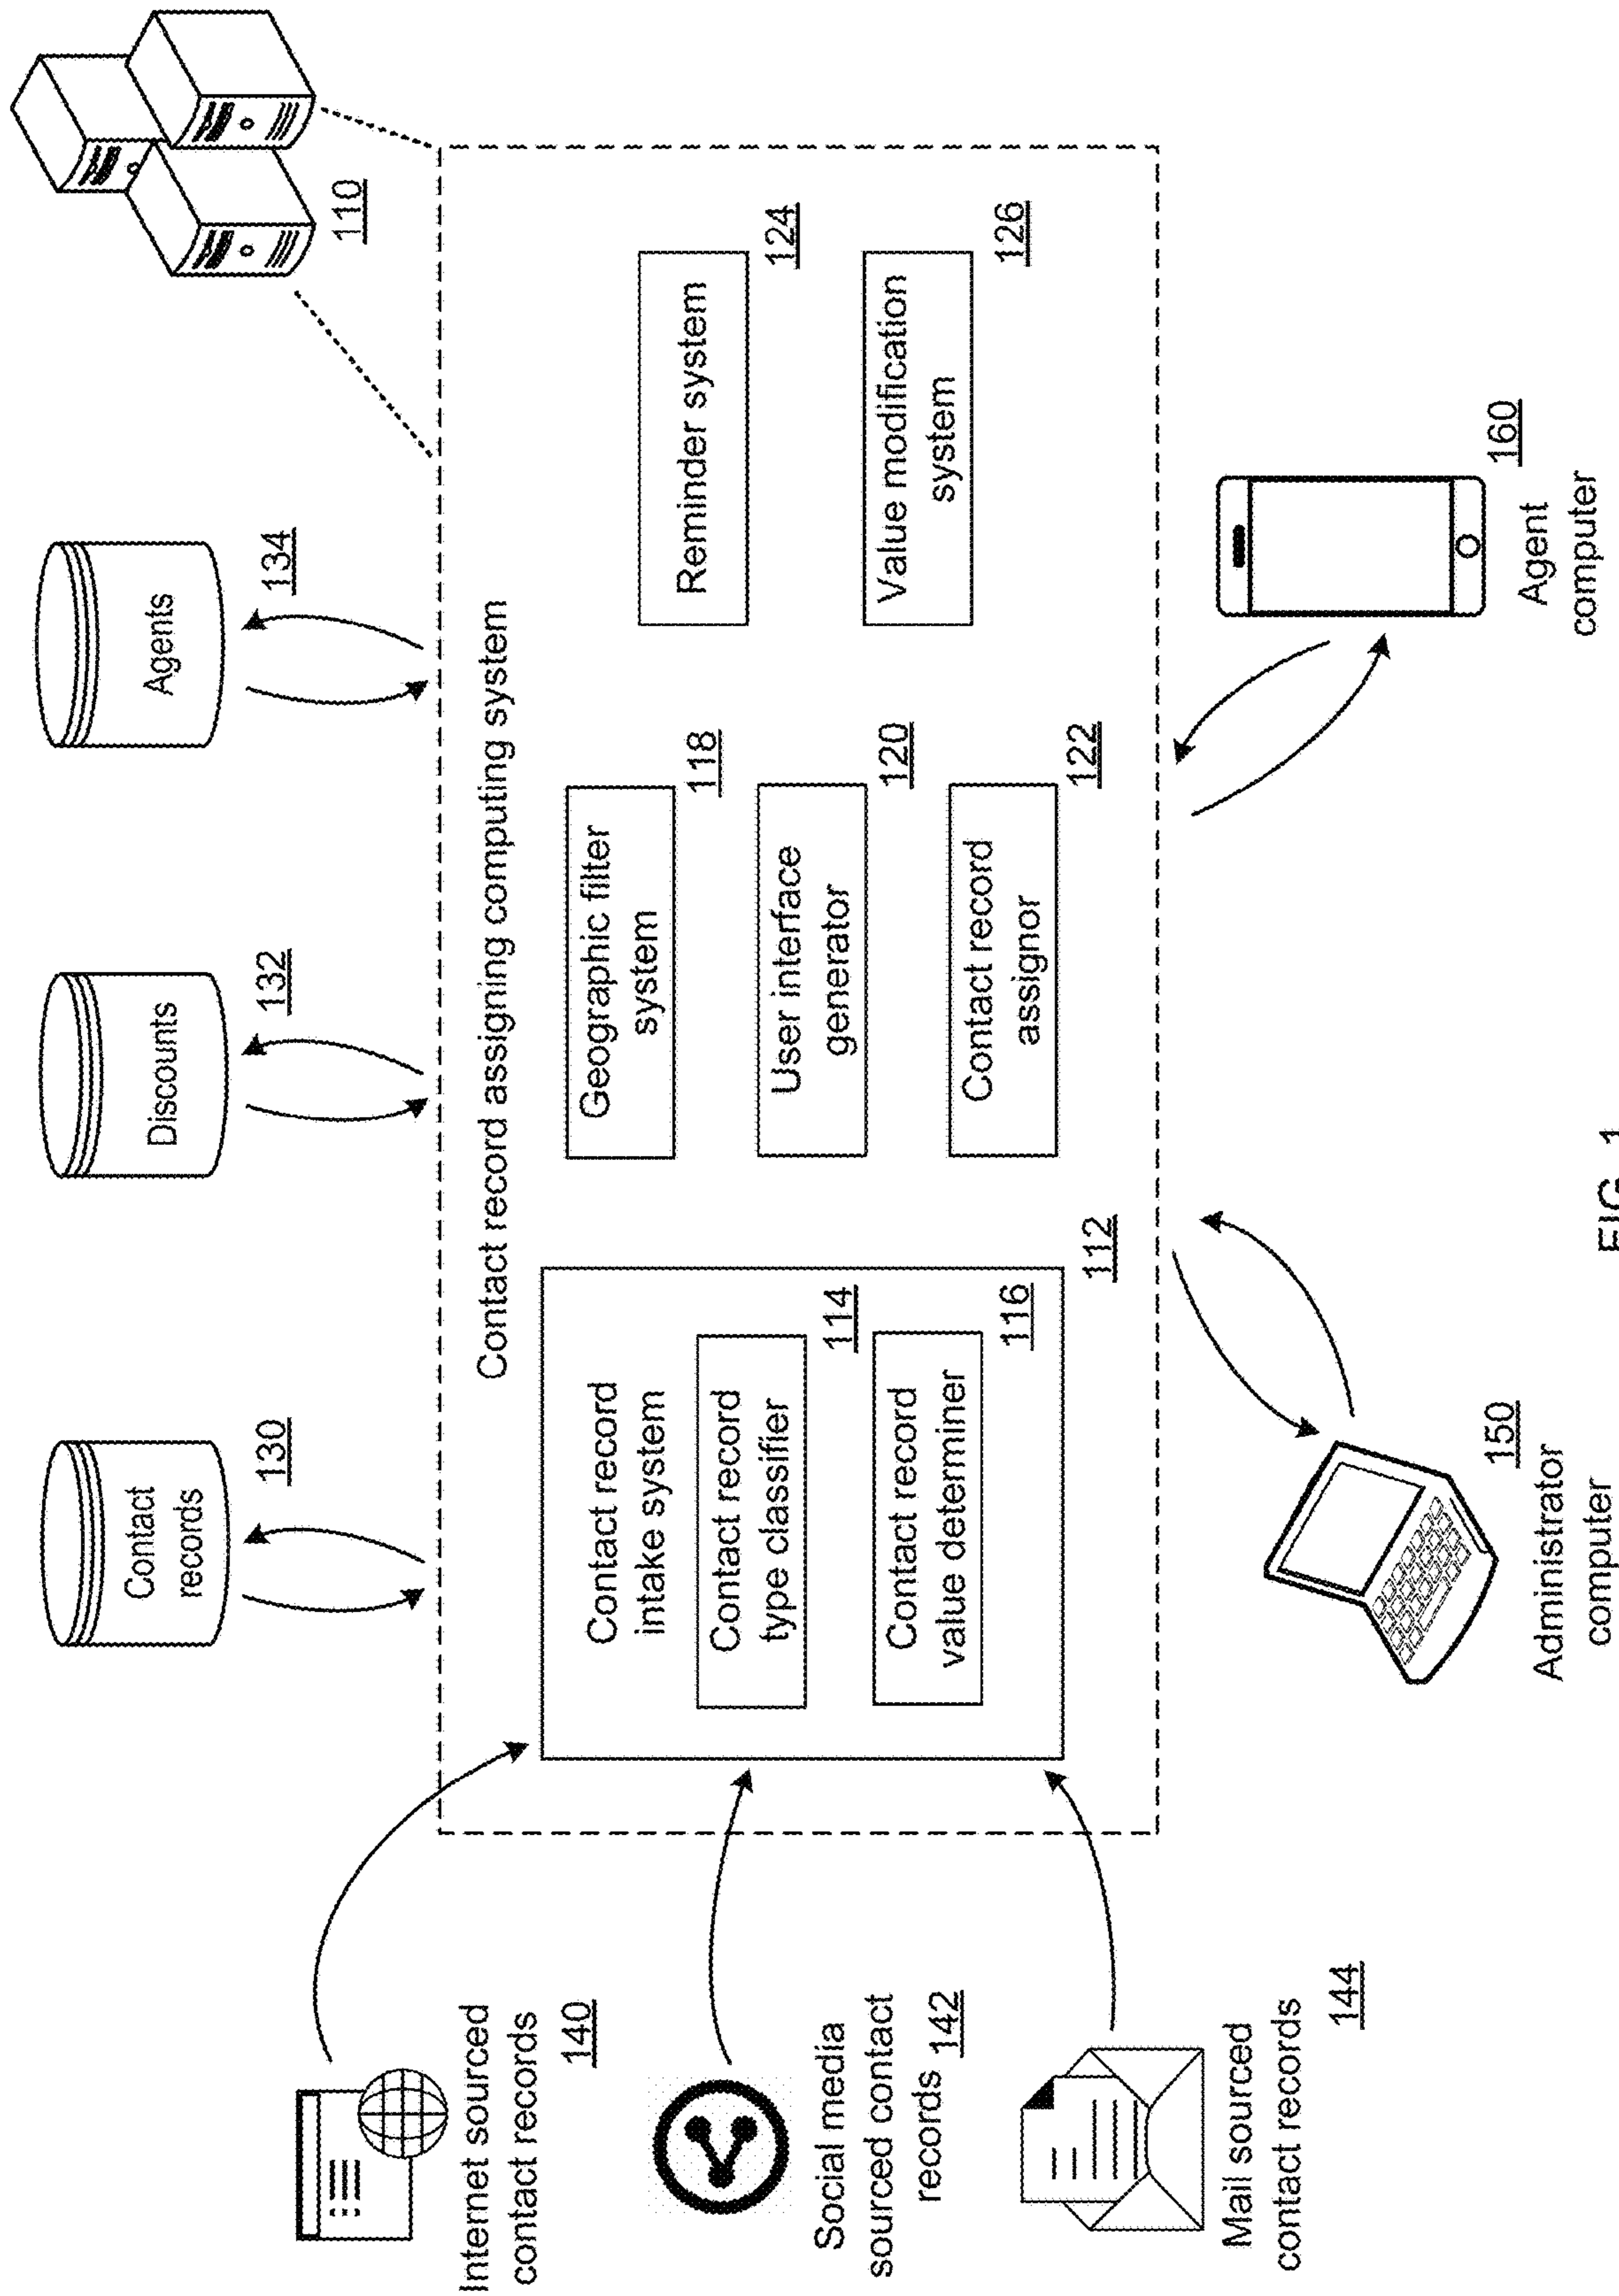 110
Contact
records
130
Discounts
132
Agents
134
Contact record assigning computing system
Contact record
intake system
Contact record
type classifier
114
Contact record
value determiner
116
112
Geographic filter
system
118
User interface
generator
120
Contact record
assignor
122
Reminder system
124
Value modification
system
126
Internet sourced
contact records
140
Social media
sourced contact
records 142
Mail sourced
contact records
144
150
Administrator
computer
160
Agent
computer
FIG. 1